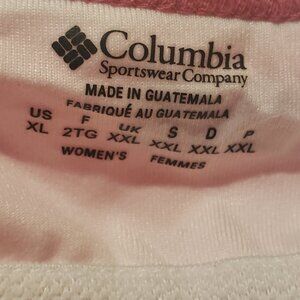 Columbia
Sportswear Company
MADE IN GUATEMALA
FABRIQUÉ AU GUATEMALA
US F UK S D P
XL 2TG XXL XXL XXL XXL
WOMEN'S FEMMES